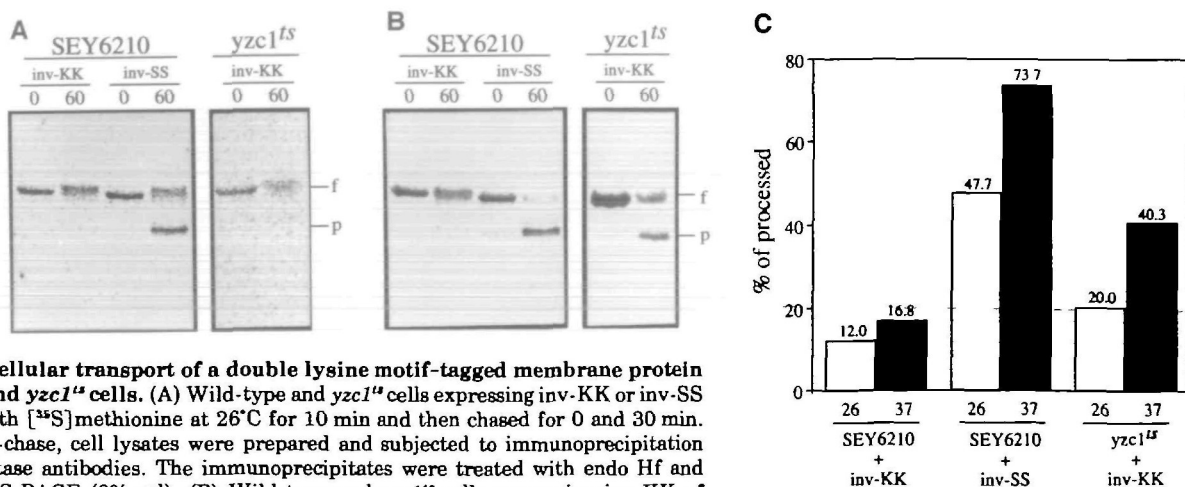 A
SEY6210 yzc1ts
inv-KK inv-SS inv-KK
0 60 0 60 0 60
f
p
B
SEY6210 yzc1ts
inv-KK inv-SS inv-KK
0 60 0 60 0 60
f
p
C
% of processed
80
60
40
20
0
12.0 16.8 47.7 73.7 20.0 40.3
26 37 26 37 26 37
SEY6210 SEY6210 yzc1ts
+ + +
inv-KK inv-SS inv-KK
ellular transport of a double lysine motif-tagged membrane protein
nd yzc1ts cells. (A) Wild-type and yzc1ts cells expressing inv-KK or inv-SS
th [35S]methionine at 26°C for 10 min and then chased for 0 and 30 min.
-chase, cell lysates were prepared and subjected to immunoprecipitation
tase antibodies. The immunoprecipitates were treated with endo Hf and